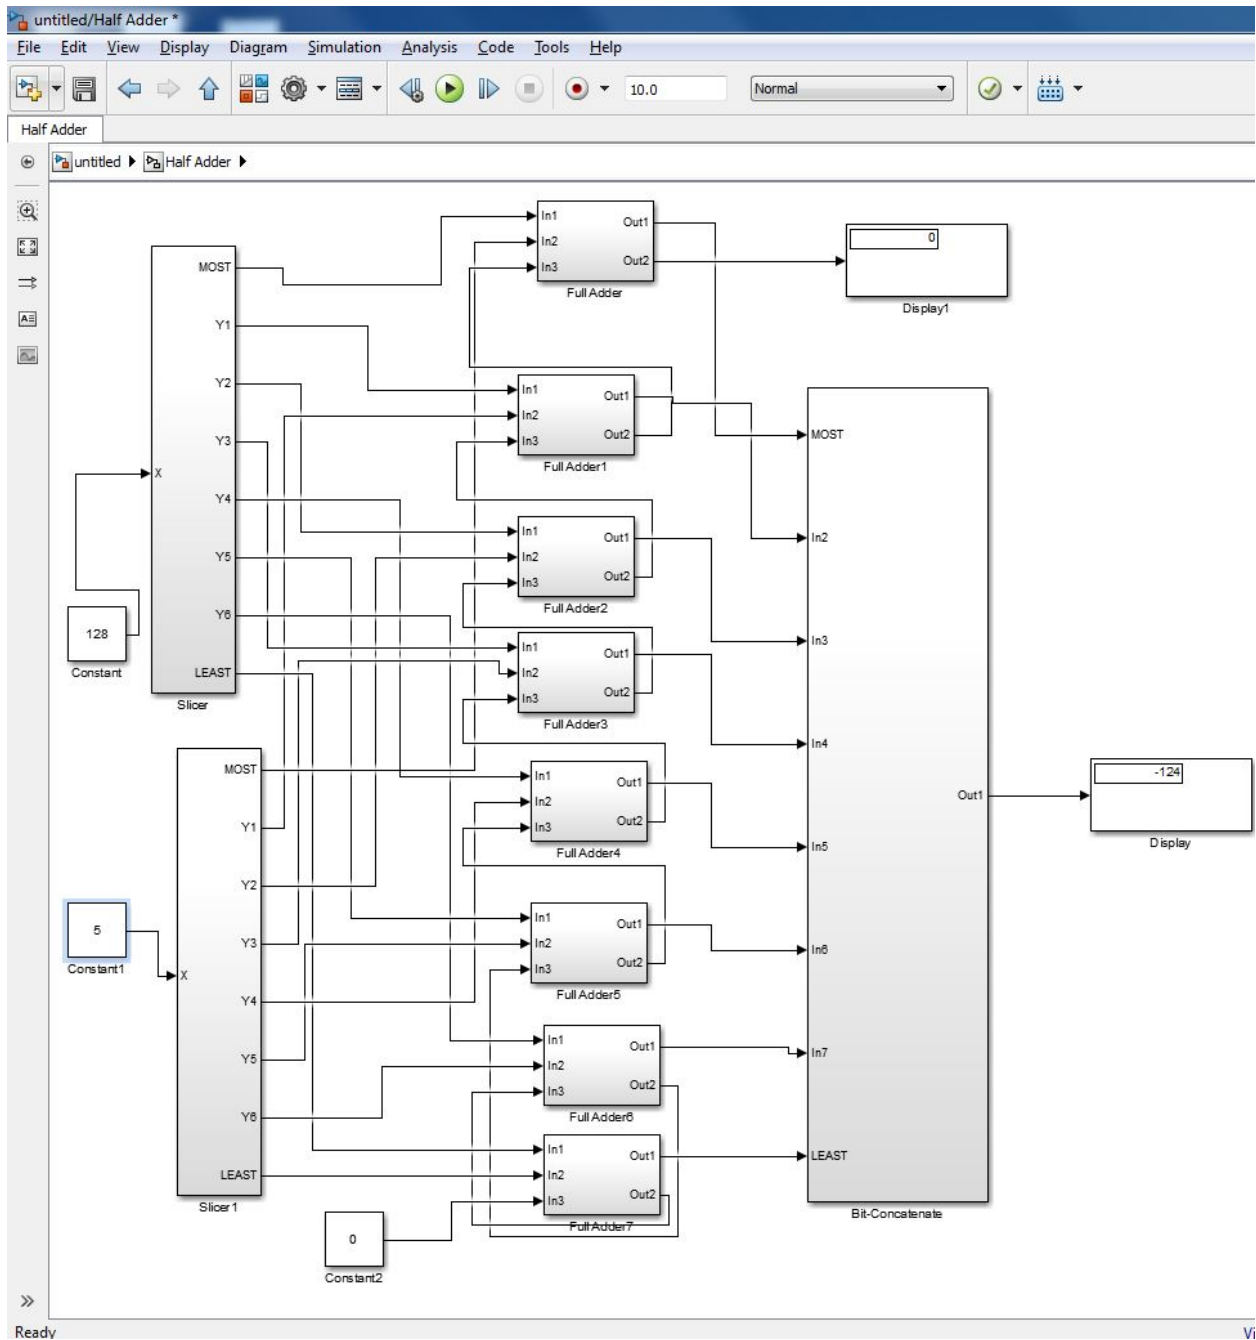 untitled/Half Adder *
File Edit View Display Diagram Simulation Analysis Code Tools Help
10.0
Normal
Half Adder
untitled Half Adder
X
MOST
Y1
Y2
Y3
Y4
Y5
Y6
LEAST
Slicer
128
Constant
X
MOST
Y1
Y2
Y3
Y4
Y5
Y6
LEAST
Slicer1
5
Constant1
0
Constant2
In1
In2
In3
Out1
Out2
Full Adder
In1
In2
In3
Out1
Out2
Full Adder1
In1
In2
In3
Out1
Out2
Full Adder2
In1
In2
In3
Out1
Out2
Full Adder3
In1
In2
In3
Out1
Out2
Full Adder4
In1
In2
In3
Out1
Out2
Full Adder5
In1
In2
In3
Out1
Out2
Full Adder6
In1
In2
In3
Out1
Out2
Full Adder7
0
Display1
MOST
In2
In3
In4
In5
In6
In7
LEAST
Out1
Bit-Concatenate
-124
Display
Ready